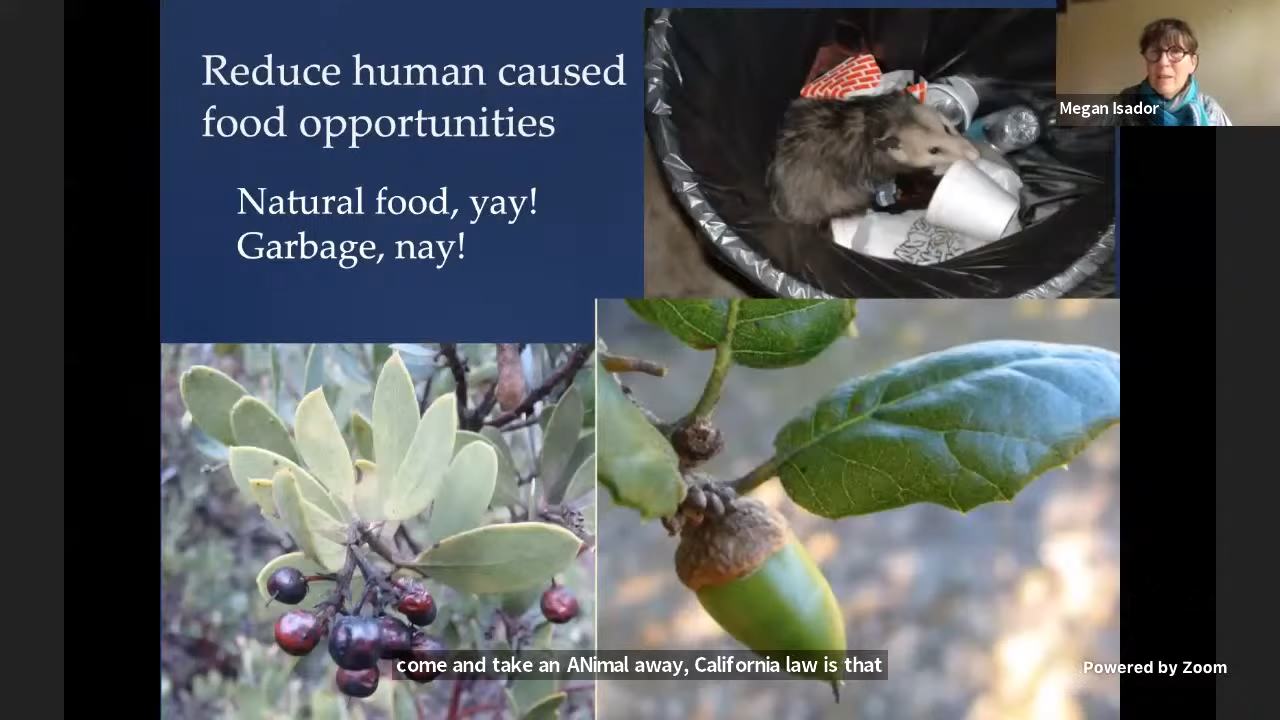 Reduce human caused
food opportunities
Natural food, yay!
Garbage, nay!
Megan Isador
come and take an ANimal away, California law is that
Powered by Zoom